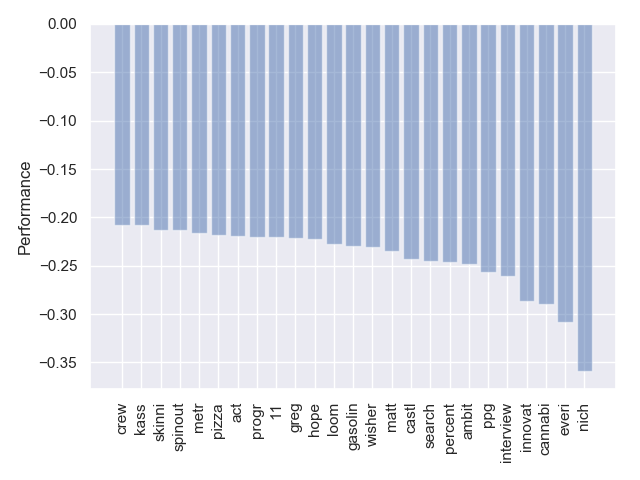 0.00
−0.05
−0.10
−0.15
−0.20
−0.25
−0.30
−0.35
Performance
crew
kass
skinni
spinout
metr
pizza
act
progr
11
greg
hope
loom
gasolin
wisher
matt
castl
search
percent
ambit
ppg
interview
innovat
cannabi
everi
nich